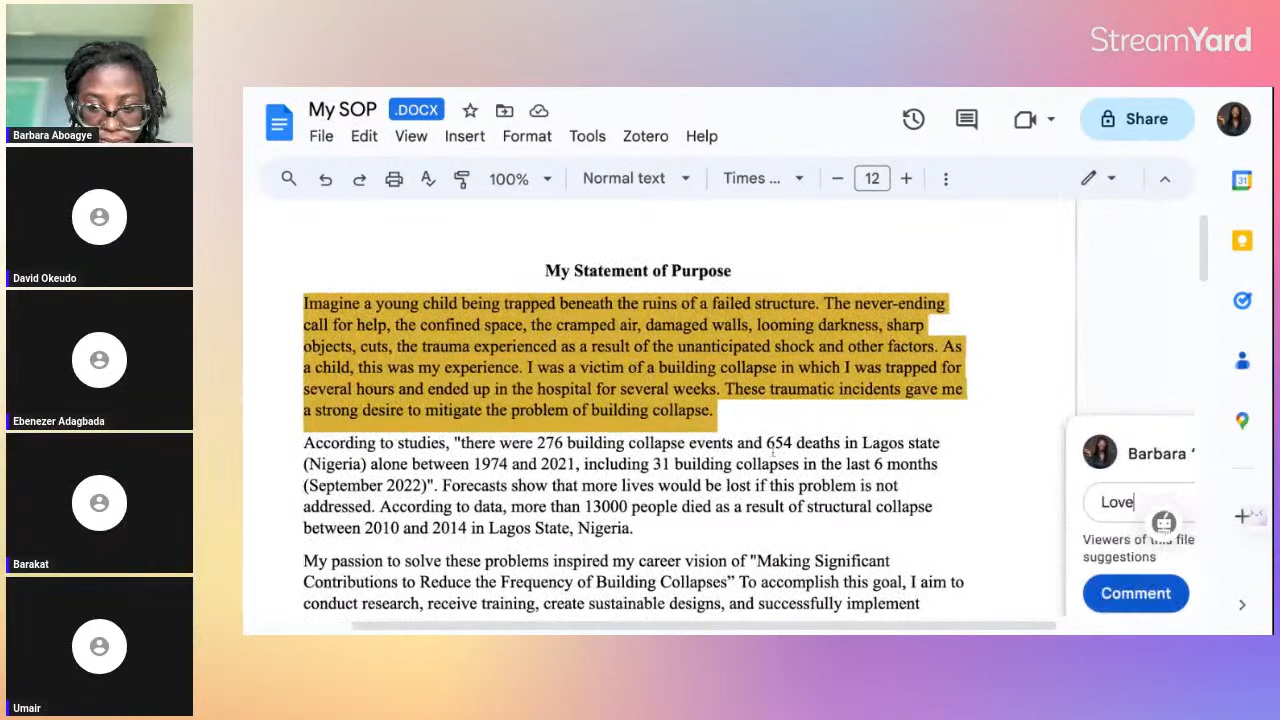 StreamYard
Barbara Aboagye
David Okeudo
Ebenezer Adagbada
Barakat
Umair
My SOP .DOCX
File Edit View Insert Format Tools Zotero Help
Share
100% Normal text Times ... 12
31
My Statement of Purpose
Imagine a young child being trapped beneath the ruins of a failed structure. The never-ending
call for help, the confined space, the cramped air, damaged walls, looming darkness, sharp
objects, cuts, the trauma experienced as a result of the unanticipated shock and other factors. As
a child, this was my experience. I was a victim of a building collapse in which I was trapped for
several hours and ended up in the hospital for several weeks. These traumatic incidents gave me
a strong desire to mitigate the problem of building collapse.
According to studies, "there were 276 building collapse events and 654 deaths in Lagos state
(Nigeria) alone between 1974 and 2021, including 31 building collapses in the last 6 months
(September 2022)". Forecasts show that more lives would be lost if this problem is not
addressed. According to data, more than 13000 people died as a result of structural collapse
between 2010 and 2014 in Lagos State, Nigeria.
My passion to solve these problems inspired my career vision of "Making Significant
Contributions to Reduce the Frequency of Building Collapses” To accomplish this goal, I aim to
conduct research, receive training, create sustainable designs, and successfully implement
Barbara
Love
Viewers of this file
suggestions
Comment